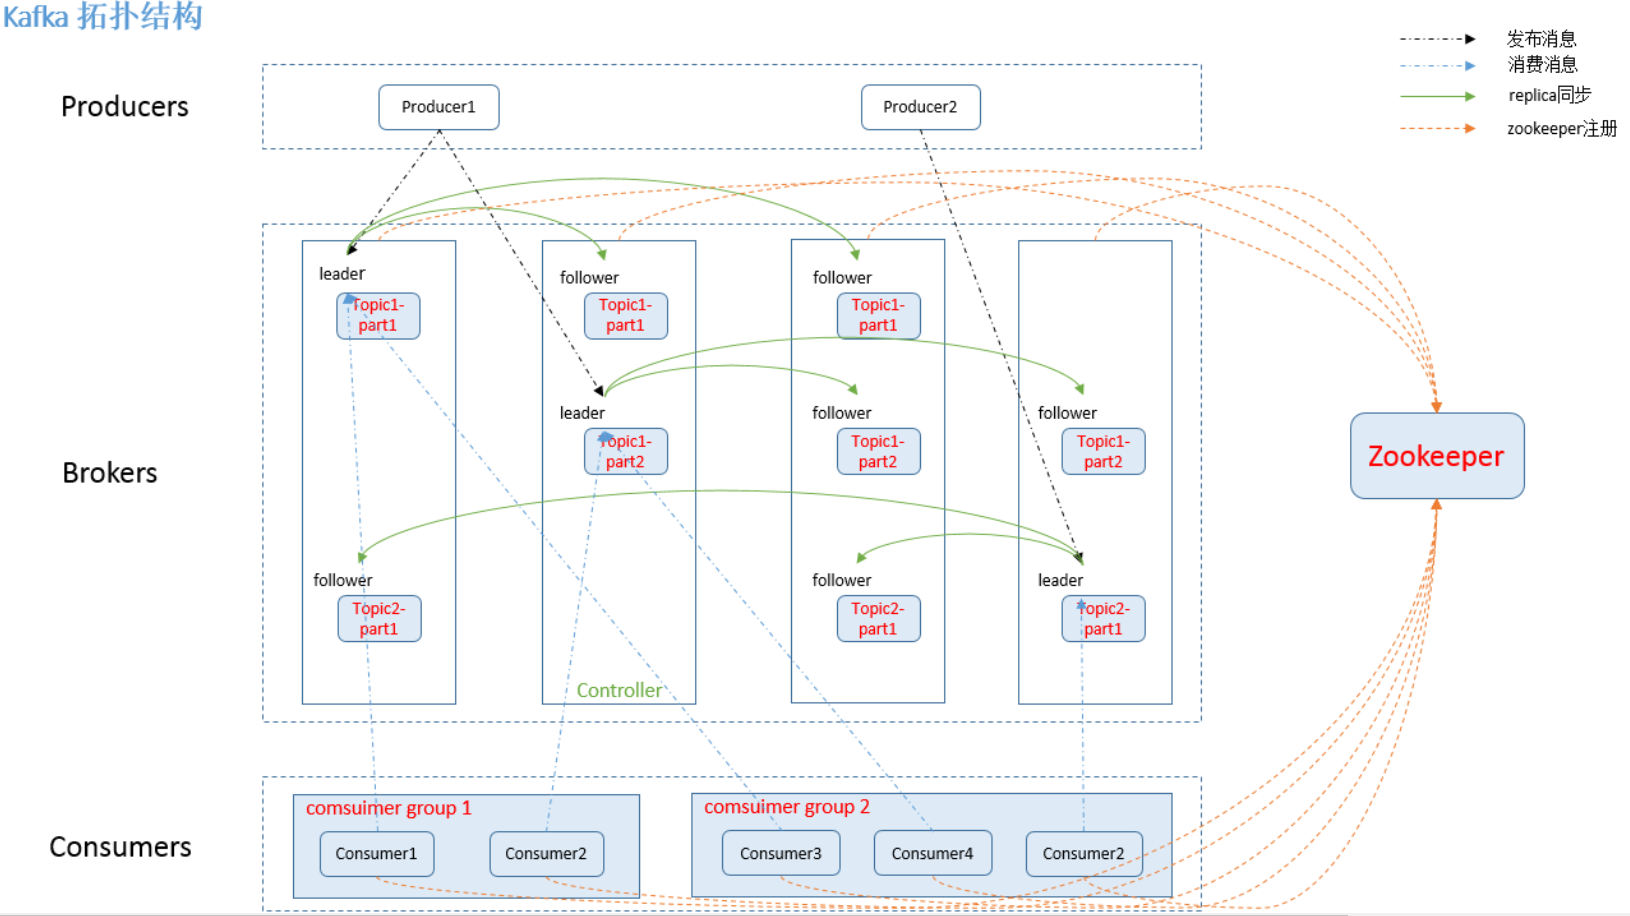 Kafka 拓扑结构
发布消息
消费消息
replica同步
zookeeper注册
Producers
Producer1
Producer2
leader
Topic1-
part1
follower
Topic1-
part1
follower
Topic1-
part1
leader
Topic1-
part2
follower
Topic1-
part2
follower
Topic1-
part2
Zookeeper
Brokers
follower
Topic2-
part1
follower
Topic2-
part1
leader
Topic2-
part1
Controller
comsuimer group 1
comsuimer group 2
Consumers
Consumer1
Consumer2
Consumer3
Consumer4
Consumer2